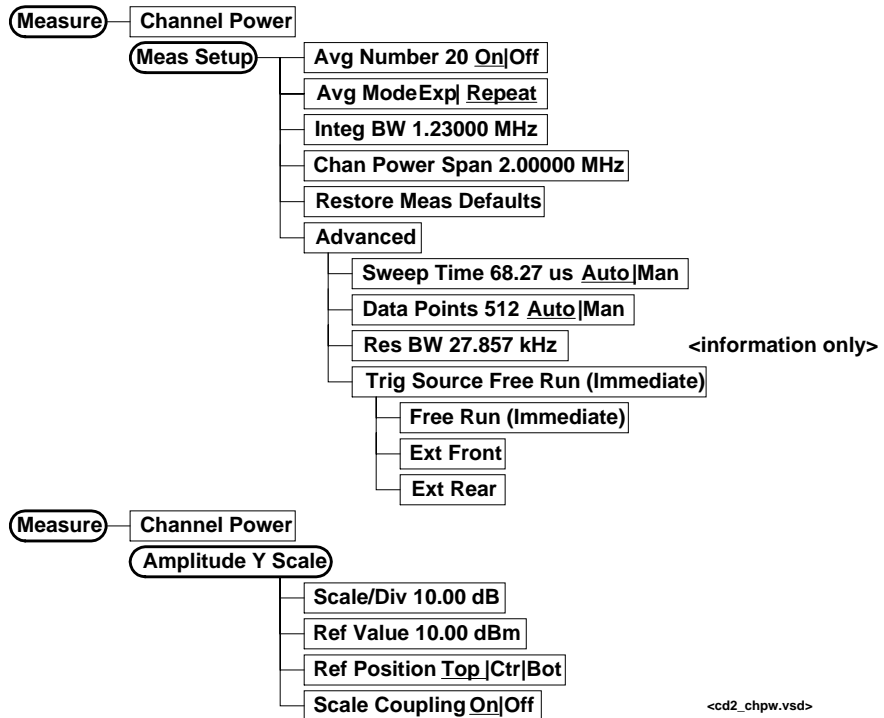 Measure Channel Power
Meas Setup Avg Number 20 On|Off
Avg ModeExp| Repeat
Integ BW 1.23000 MHz
Chan Power Span 2.00000 MHz
Restore Meas Defaults
Advanced
Sweep Time 68.27 us Auto|Man
Data Points 512 Auto|Man
Res BW 27.857 kHz <information only>
Trig Source Free Run (Immediate)
Free Run (Immediate)
Ext Front
Ext Rear
Measure Channel Power
Amplitude Y Scale
Scale/Div 10.00 dB
Ref Value 10.00 dBm
Ref Position Top |Ctr|Bot
Scale Coupling On|Off <cd2_chpw.vsd>